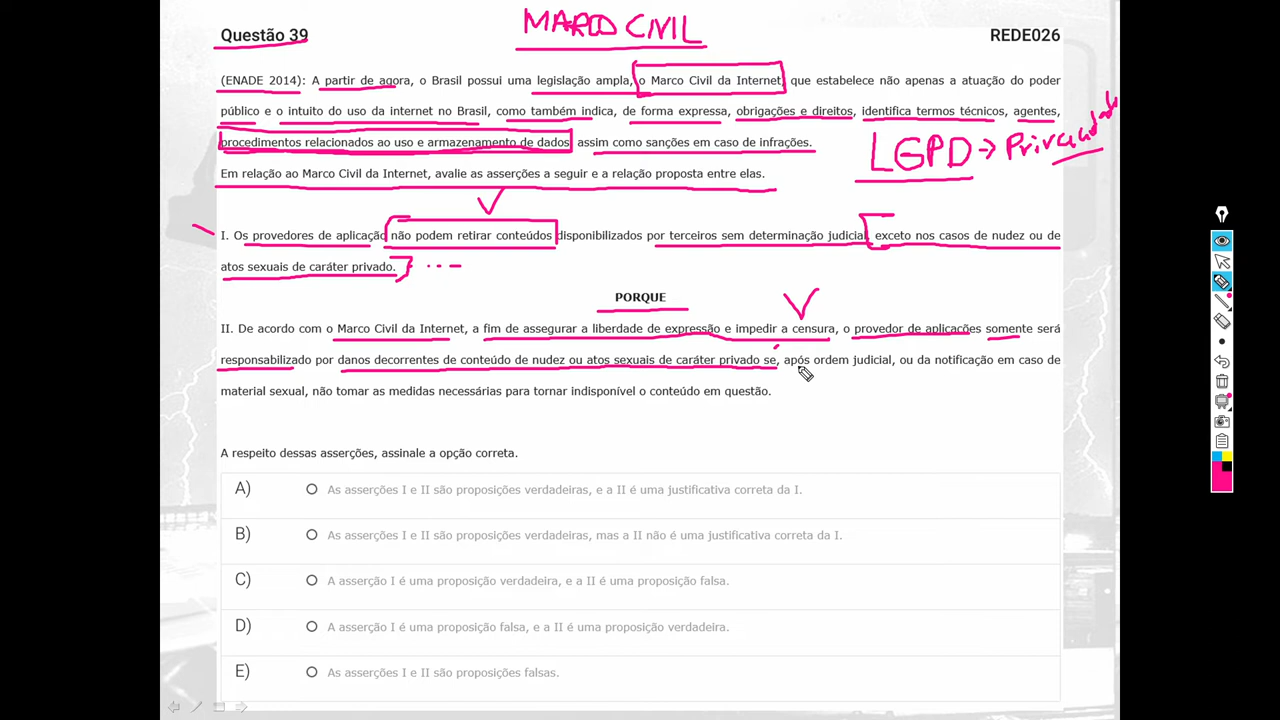 MARCO CIVIL
Questão 39
REDE026
(ENADE 2014): A partir de agora, o Brasil possui uma legislação ampla, o Marco Civil da Internet, que estabelece não apenas a atuação do poder
público e o intuito do uso da internet no Brasil, como também indica, de forma expressa, obrigações e direitos, identifica termos técnicos, agentes,
procedimentos relacionados ao uso e armazenamento de dados, assim como sanções em caso de infrações.
LGPD → Privacidade
Em relação ao Marco Civil da Internet, avalie as asserções a seguir e a relação proposta entre elas.
I. Os provedores de aplicação não podem retirar conteúdos disponibilizados por terceiros sem determinação judicial, exceto nos casos de nudez ou de
atos sexuais de caráter privado.
PORQUE
II. De acordo com o Marco Civil da Internet, a fim de assegurar a liberdade de expressão e impedir a censura, o provedor de aplicações somente será
responsabilizado por danos decorrentes de conteúdo de nudez ou atos sexuais de caráter privado se, após ordem judicial, ou da notificação em caso de
material sexual, não tomar as medidas necessárias para tornar indisponível o conteúdo em questão.
A respeito dessas asserções, assinale a opção correta.
A) As asserções I e II são proposições verdadeiras, e a II é uma justificativa correta da I.
B) As asserções I e II são proposições verdadeiras, mas a II não é uma justificativa correta da I.
C) A asserção I é uma proposição verdadeira, e a II é uma proposição falsa.
D) A asserção I é uma proposição falsa, e a II é uma proposição verdadeira.
E) As asserções I e II são proposições falsas.